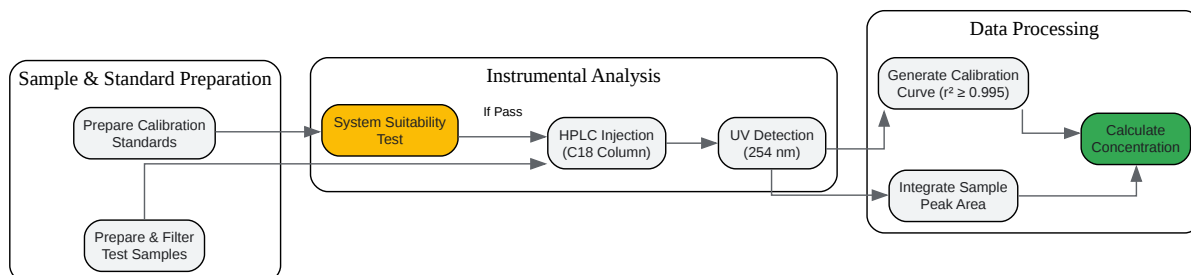 Sample & Standard Preparation
Prepare Calibration
Standards
Prepare & Filter
Test Samples
Instrumental Analysis
System Suitability
Test
If Pass
HPLC Injection
(C18 Column)
UV Detection
(254 nm)
Data Processing
Generate Calibration
Curve (r² ≥ 0.995)
Integrate Sample
Peak Area
Calculate
Concentration